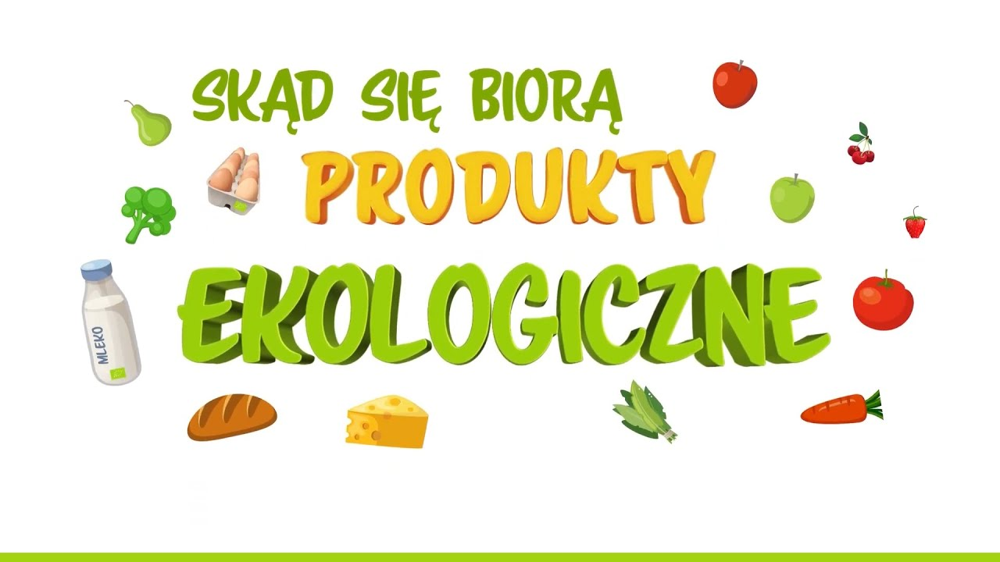 SKĄD SIĘ BIORĄ
PRODUKTY
EKOLOGICZNE
MLEKO